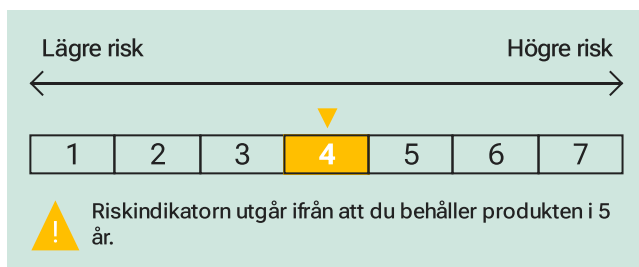 Lägre risk Högre risk
1 2 3 4 5 6 7
! Riskindikatorn utgår ifrån att du behåller produkten i 5
år.